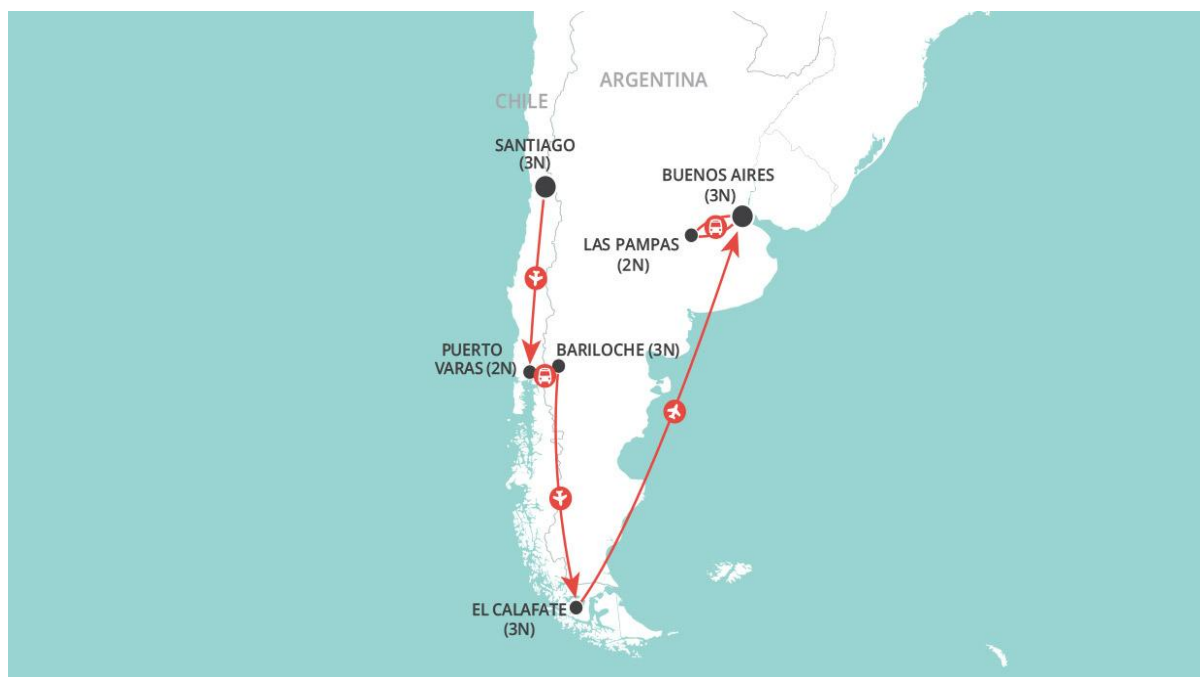 ARGENTINA
CHILE
SANTIAGO
(3N)
BUENOS AIRES
(3N)
LAS PAMPAS
(2N)
PUERTO
VARAS (2N)
BARILOCHE (3N)
EL CALAFATE
(3N)